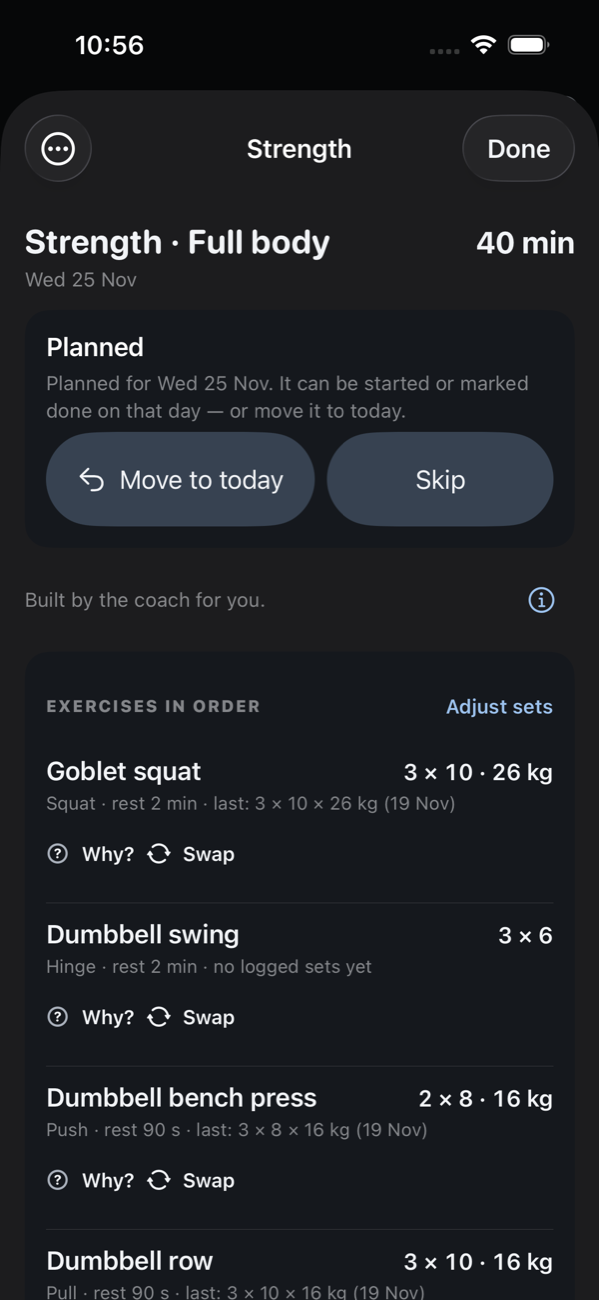 10:56
Strength
Done
Strength · Full body
40 min
Wed 25 Nov
Planned
Planned for Wed 25 Nov. It can be started or marked
done on that day — or move it to today.
Move to today
Skip
Built by the coach for you.
EXERCISES IN ORDER
Adjust sets
Goblet squat
3 × 10 · 26 kg
Squat · rest 2 min · last: 3 × 10 × 26 kg (19 Nov)
Why?
Swap
Dumbbell swing
3 × 6
Hinge · rest 2 min · no logged sets yet
Why?
Swap
Dumbbell bench press
2 × 8 · 16 kg
Push · rest 90 s · last: 3 × 8 × 16 kg (19 Nov)
Why?
Swap
Dumbbell row
3 × 10 · 16 kg
Pull · rest 90 s · last: 3 × 10 × 16 kg (19 Nov)